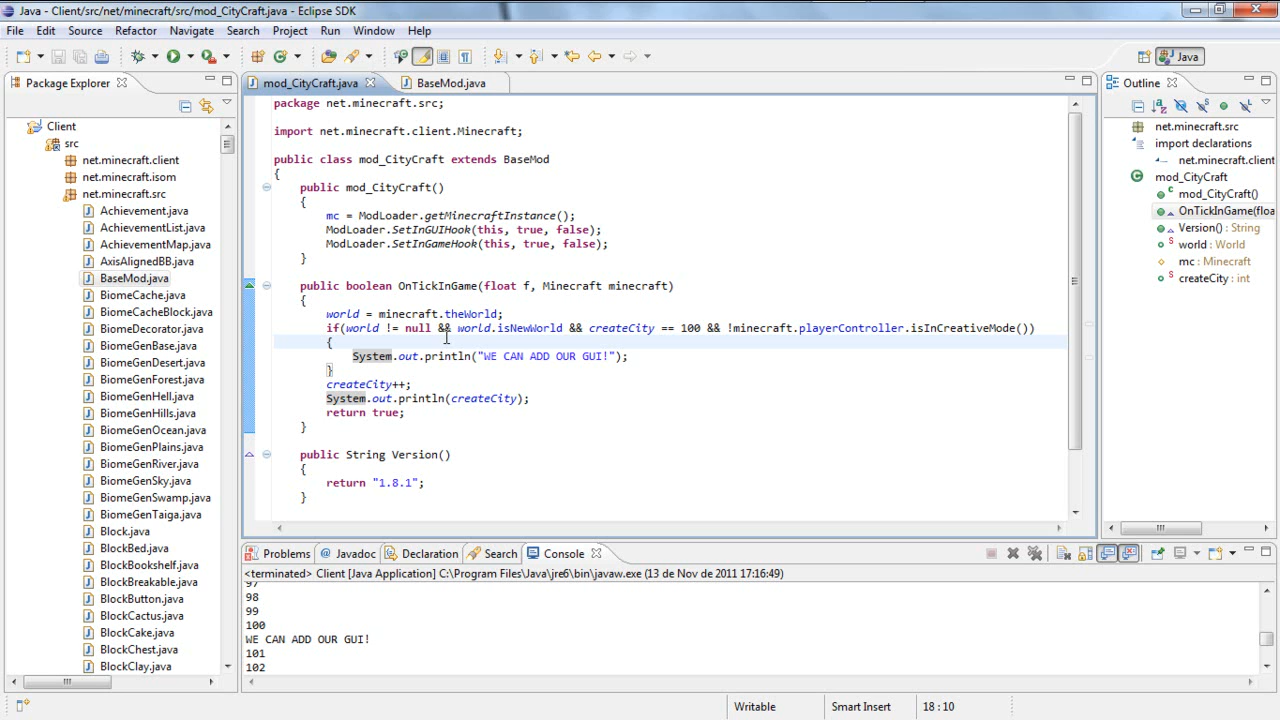 Java - Client/src/net/minecraft/src/mod_CityCraft.java - Eclipse SDK
File Edit Source Refactor Navigate Search Project Run Window Help
Java
Package Explorer
Client
src
net.minecraft.client
net.minecraft.isom
net.minecraft.src
Achievement.java
AchievementList.java
AchievementMap.java
AxisAlignedBB.java
BaseMod.java
BiomeCache.java
BiomeCacheBlock.java
BiomeDecorator.java
BiomeGenBase.java
BiomeGenDesert.java
BiomeGenForest.java
BiomeGenHell.java
BiomeGenHills.java
BiomeGenOcean.java
BiomeGenPlains.java
BiomeGenRiver.java
BiomeGenSky.java
BiomeGenSwamp.java
BiomeGenTaiga.java
Block.java
BlockBed.java
BlockBookshelf.java
BlockBreakable.java
BlockButton.java
BlockCactus.java
BlockCake.java
BlockChest.java
BlockClay.java
mod_CityCraft.java BaseMod.java
package net.minecraft.src;
import net.minecraft.client.Minecraft;
public class mod_CityCraft extends BaseMod
{
public mod_CityCraft()
{
mc = ModLoader.getMinecraftInstance();
ModLoader.SetInGUIHook(this, true, false);
ModLoader.SetInGameHook(this, true, false);
}
public boolean OnTickInGame(float f, Minecraft minecraft)
{
world = minecraft.theWorld;
if(world != null && world.isNewWorld && createCity == 100 && !minecraft.playerController.isInCreativeMode())
{
System.out.println("WE CAN ADD OUR GUI!");
}
createCity++;
System.out.println(createCity);
return true;
}
public String Version()
{
return "1.8.1";
}
Outline
net.minecraft.src
import declarations
net.minecraft.client
mod_CityCraft
mod_CityCraft()
OnTickInGame(floa
Version() : String
world : World
mc : Minecraft
createCity : int
Problems Javadoc Declaration Search Console
<terminated> Client [Java Application] C:\Program Files\Java\jre6\bin\javaw.exe (13 de Nov de 2011 17:16:49)
97
98
99
100
WE CAN ADD OUR GUI!
101
102
Writable Smart Insert 18 : 10